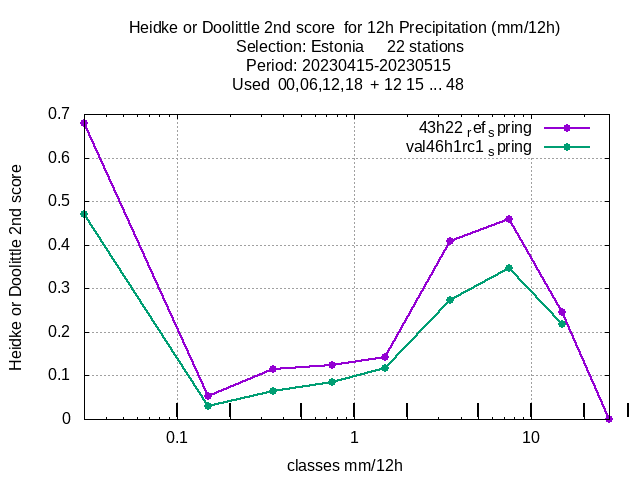 Heidke or Doolittle 2nd score  for 12h Precipitation (mm/12h)
Selection: Estonia     22 stations
Period: 20230415-20230515
Used  00,06,12,18  + 12 15 ... 48
43h22 ref spring
val46h1rc1 spring
Heidke or Doolittle 2nd score
0.7
0.6
0.5
0.4
0.3
0.2
0.1
0
0.1 1 10
classes mm/12h